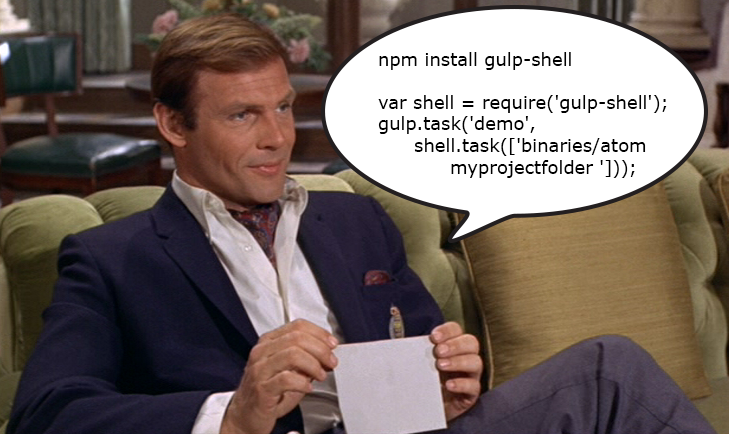 npm install gulp-shell
var shell = require('gulp-shell');
gulp.task('demo',
shell.task(['binaries/atom
myprojectfolder ']));